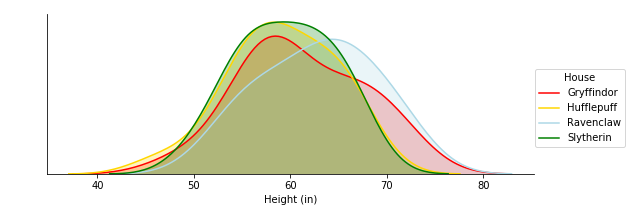 House
Gryffindor
Hufflepuff
Ravenclaw
Slytherin
40 50 60 70 80
Height (in)